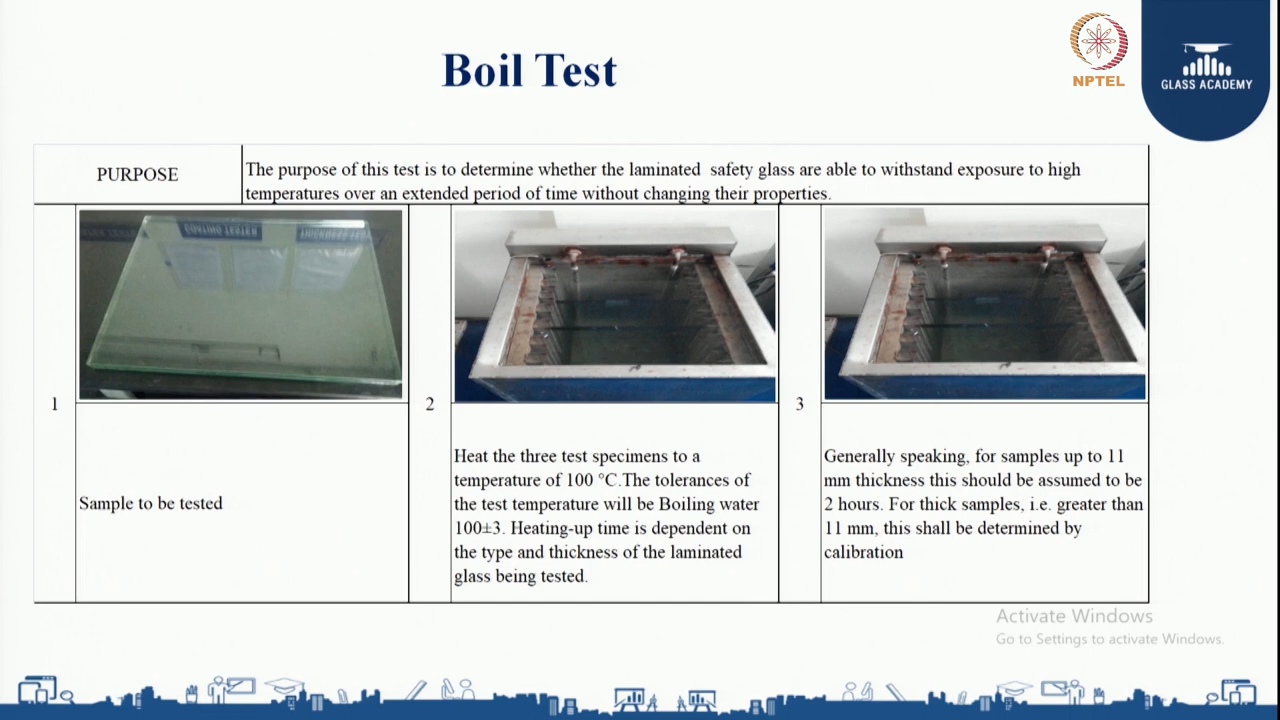 Boil Test
NPTEL
GLASS ACADEMY
PURPOSE
The purpose of this test is to determine whether the laminated safety glass are able to withstand exposure to high
temperatures over an extended period of time without changing their properties.
1
COATING TESTER
THICKNESS TEST
Sample to be tested
2
Heat the three test specimens to a
temperature of 100 °C.The tolerances of
the test temperature will be Boiling water
100±3. Heating-up time is dependent on
the type and thickness of the laminated
glass being tested.
3
Generally speaking, for samples up to 11
mm thickness this should be assumed to be
2 hours. For thick samples, i.e. greater than
11 mm, this shall be determined by
calibration
Activate Windows
Go to Settings to activate Windows.